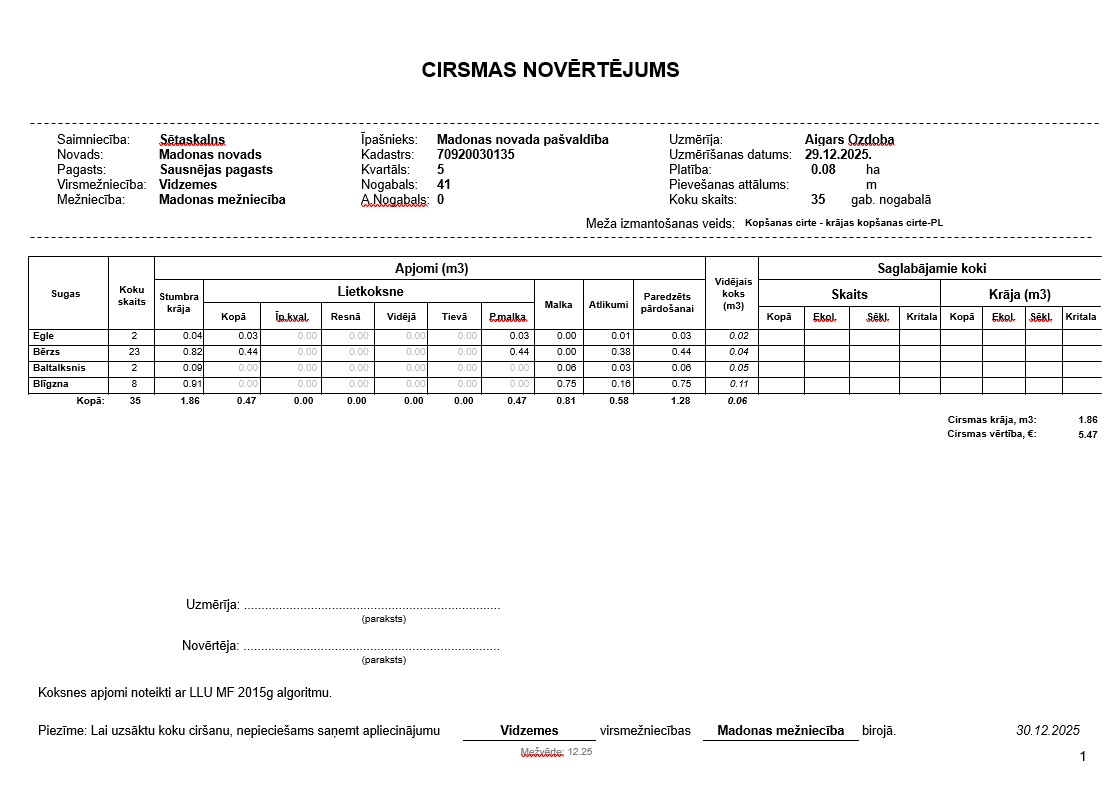 CIRSMAS NOVĒRTĒJUMS
Saimniecība: Sētaskalns Īpašnieks: Madonas novada pašvaldība Uzmērīja: Aigars Ozdoba
Novads: Madonas novads Kadastrs: 70920030135 Uzmērīšanas datums: 29.12.2025.
Pagasts: Sausnējas pagasts Kvartāls: 5 Platība: 0.08 ha
Virsmežniecība: Vidzemes Nogabals: 41 Pievešanas attālums: m
Mežniecība: Madonas mežniecība A.Nogabals: 0 Koku skaits: 35 gab. nogabalā
Meža izmantošanas veids: Kopšanas cirte - krājas kopšanas cirte-PL
Sugas Koku skaits Apjomi (m3) Vidējais koks (m3) Saglabājamie koki
Stumbra krāja Lietkoksne Malka Atlikumi Paredzēts pārdošanai Skaits Krāja (m3)
Kopā Īp.kval. Resnā Vidējā Tievā P.malka Kopā Ekol. Sēkl. Kritala Kopā Ekol. Sēkl. Kritala
Egle 2 0.04 0.03 0.00 0.00 0.00 0.00 0.03 0.00 0.01 0.03 0.02
Bērzs 23 0.82 0.44 0.00 0.00 0.00 0.00 0.44 0.00 0.38 0.44 0.04
Baltalksnis 2 0.09 0.00 0.00 0.00 0.00 0.00 0.00 0.06 0.03 0.06 0.05
Blīgzna 8 0.91 0.00 0.00 0.00 0.00 0.00 0.00 0.75 0.16 0.75 0.11
Kopā: 35 1.86 0.47 0.00 0.00 0.00 0.00 0.47 0.81 0.58 1.28 0.06
Cirsmas krāja, m3: 1.86
Cirsmas vērtība, €: 5.47
Uzmērīja: ..........................................................................
(paraksts)
Novērtēja: ..........................................................................
(paraksts)
Koksnes apjomi noteikti ar LLU MF 2015g algoritmu.
Piezīme: Lai uzsāktu koku ciršanu, nepieciešams saņemt apliecinājumu Vidzemes virsmežniecības Madonas mežniecība birojā. 30.12.2025
Mežvērte: 12.25
1